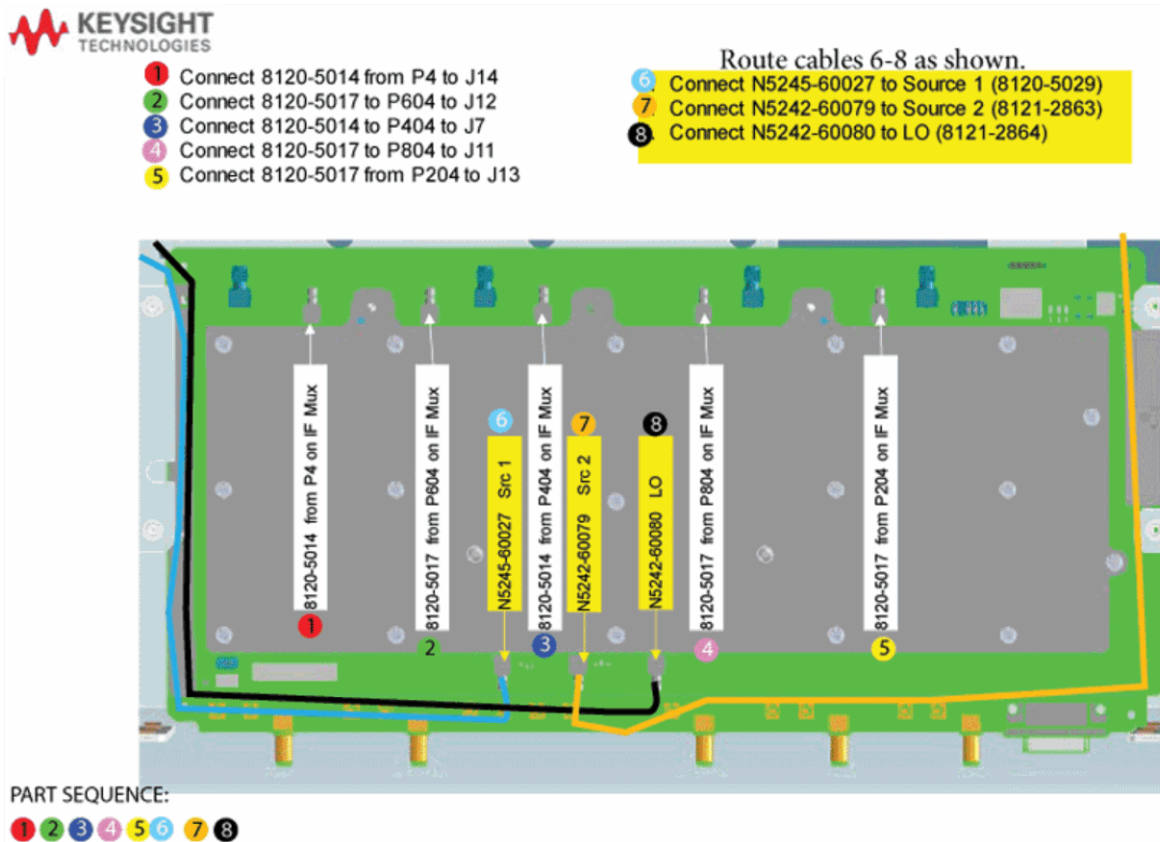 KEYSIGHT
TECHNOLOGIES
1 Connect 8120-5014 from P4 to J14
2 Connect 8120-5017 to P604 to J12
3 Connect 8120-5014 to P404 to J7
4 Connect 8120-5017 to P804 to J11
5 Connect 8120-5017 from P204 to J13
Route cables 6-8 as shown.
6. Connect N5245-60027 to Source 1 (8120-5029)
7. Connect N5242-60079 to Source 2 (8121-2863)
8. Connect N5242-60080 to LO (8121-2864)
8120-5014 from P4 on IF Mux
1
8120-5017 from P604 on IF Mux
2
6
N5245-60027 Src 1
8120-5014 from P404 on IF Mux
3
7
N5242-60079 Src 2
8
N5242-60080 LO
8120-5017 from P804 on IF Mux
4
8120-5017 from P204 on IF Mux
5
PART SEQUENCE:
1 2 3 4 5 6 7 8